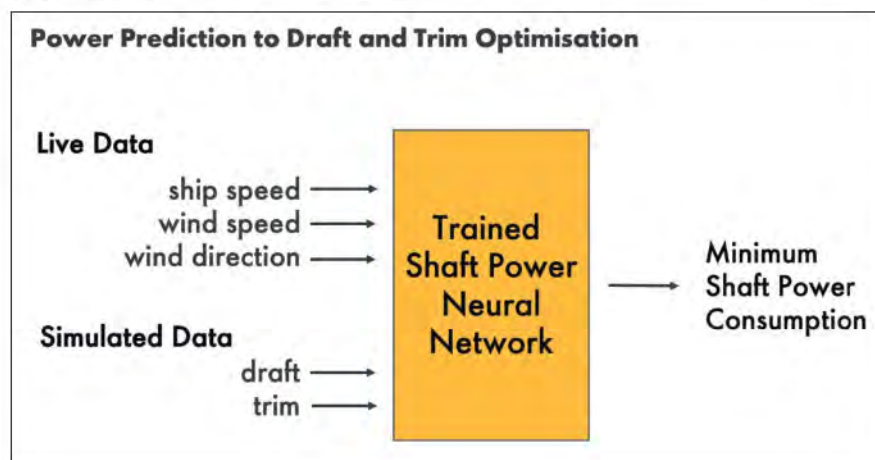 Power Prediction to Draft and Trim Optimisation
Live Data
ship speed
wind speed
wind direction
Simulated Data
draft
trim
Trained
Shaft Power
Neural
Network
Minimum
Shaft Power
Consumption